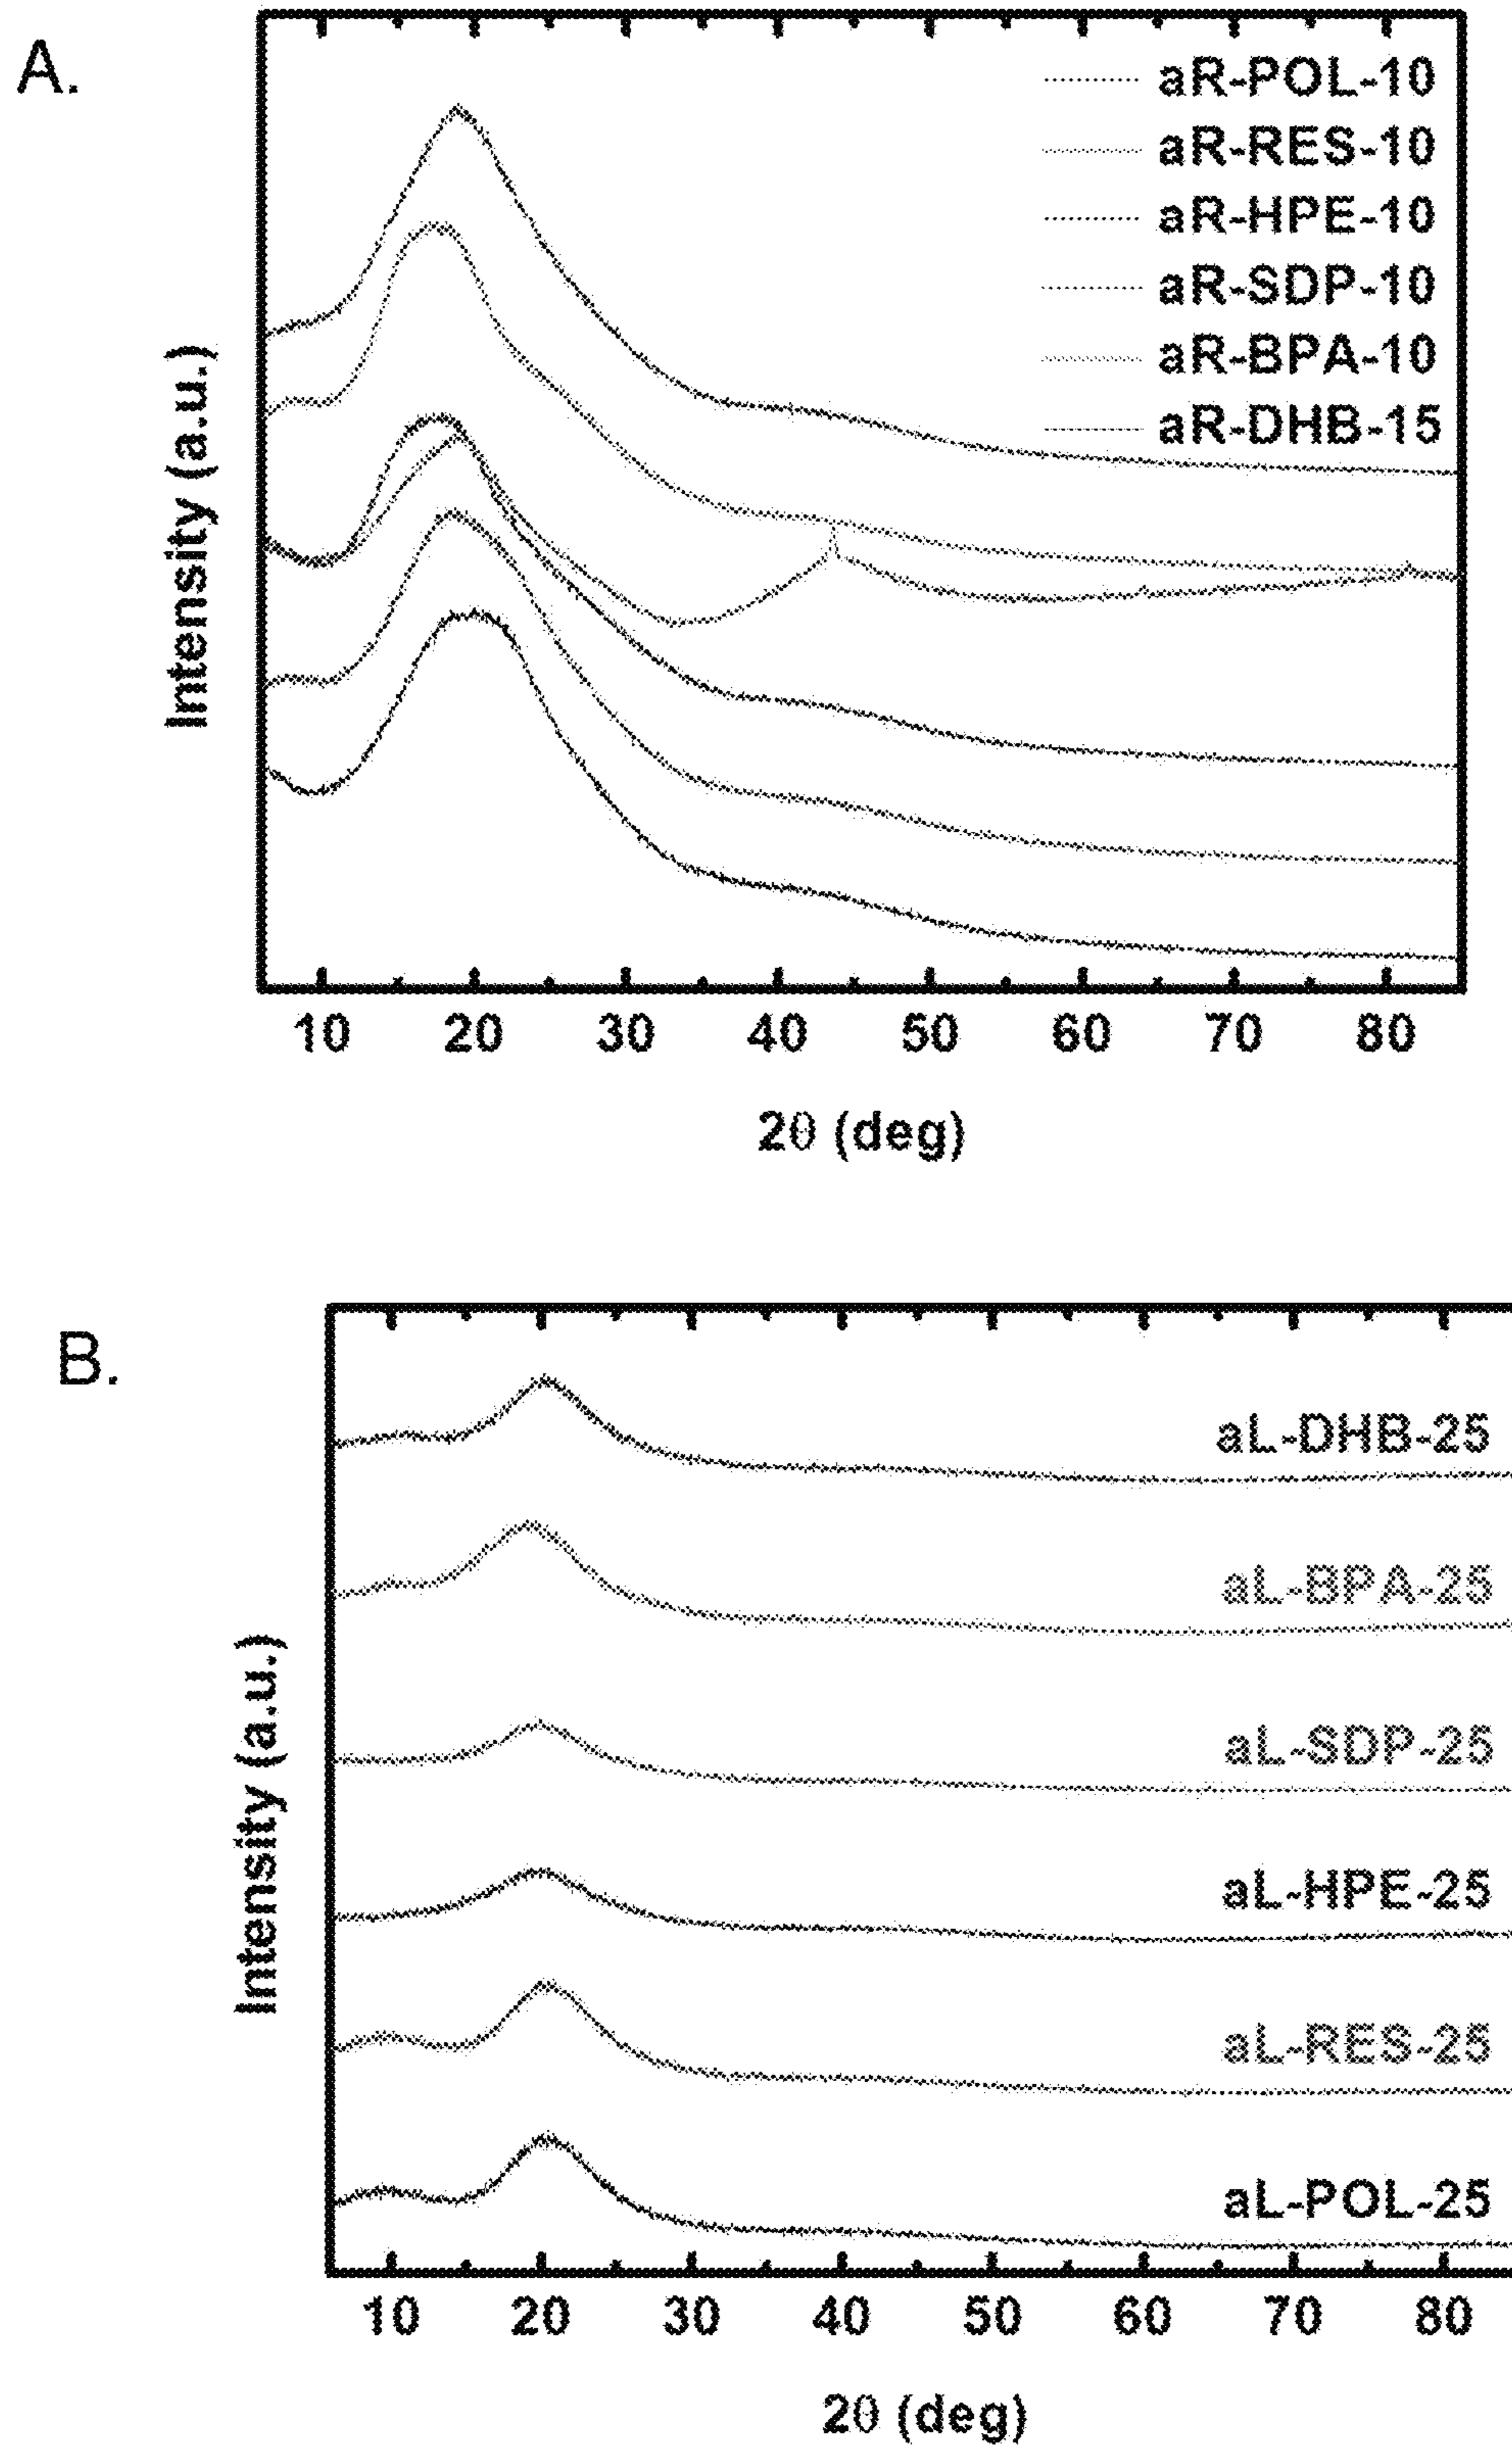 A.
aR-POL-10
aR-RES-10
aR-HPE-10
aR-SDP-10
aR-BPA-10
aR-DHB-15
Intensity (a.u.)
10 20 30 40 50 60 70 80
2θ (deg)
B.
aL-DHB-25
aL-BPA-25
aL-SDP-25
aL-HPE-25
aL-RES-25
aL-POL-25
Intensity (a.u.)
10 20 30 40 50 60 70 80
2θ (deg)